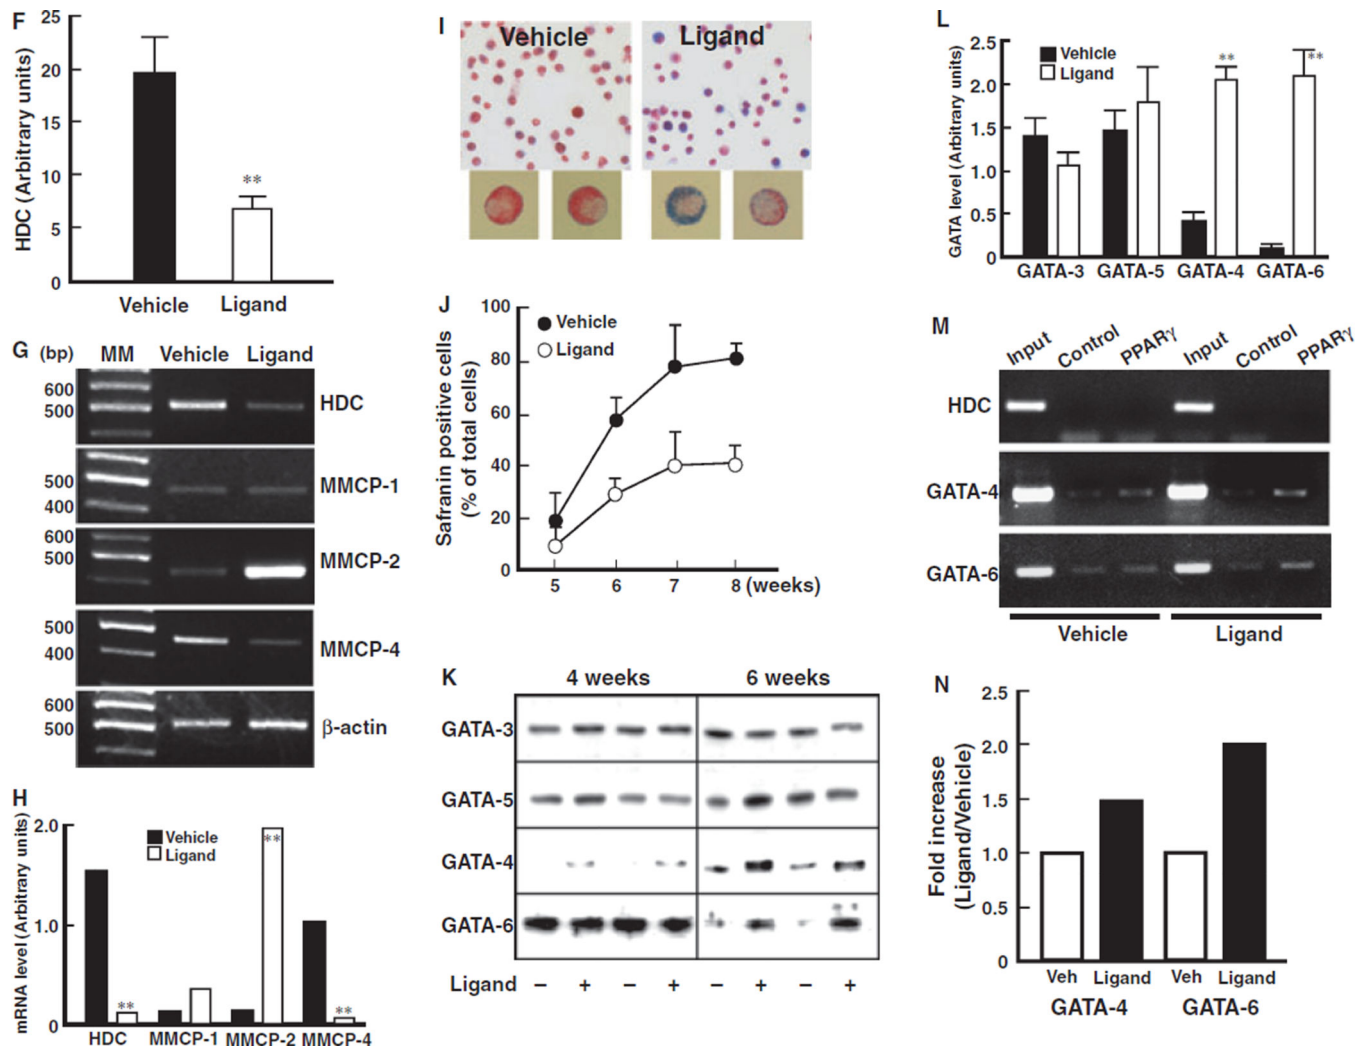 F
HDC (Arbitrary units)
25
20
15
10
5
0
**
Vehicle Ligand
G (bp) MM Vehicle Ligand
600
500
HDC
500
400
MMCP-1
600
500
MMCP-2
500
400
MMCP-4
600
500
β-actin
H
mRNA level (Arbitrary units)
2.0
1.0
0
Vehicle
Ligand
**
**
**
HDC MMCP-1 MMCP-2 MMCP-4
I
Vehicle Ligand
J
Safranin positive cells
(% of total cells)
100
80
60
40
20
0
Vehicle
Ligand
5 6 7 8 (weeks)
K 4 weeks 6 weeks
GATA-3
GATA-5
GATA-4
GATA-6
Ligand − + − + − + − +
L
GATA level (Arbitrary units)
2.5
2.0
1.5
1.0
0.5
0
Vehicle
Ligand
** **
GATA-3 GATA-5 GATA-4 GATA-6
M
Input Control PPARγ Input Control PPARγ
HDC
GATA-4
GATA-6
Vehicle Ligand
N
Fold increase
(Ligand/Vehicle)
2.5
2.0
1.5
1.0
0.5
0
Veh Ligand Veh Ligand
GATA-4 GATA-6